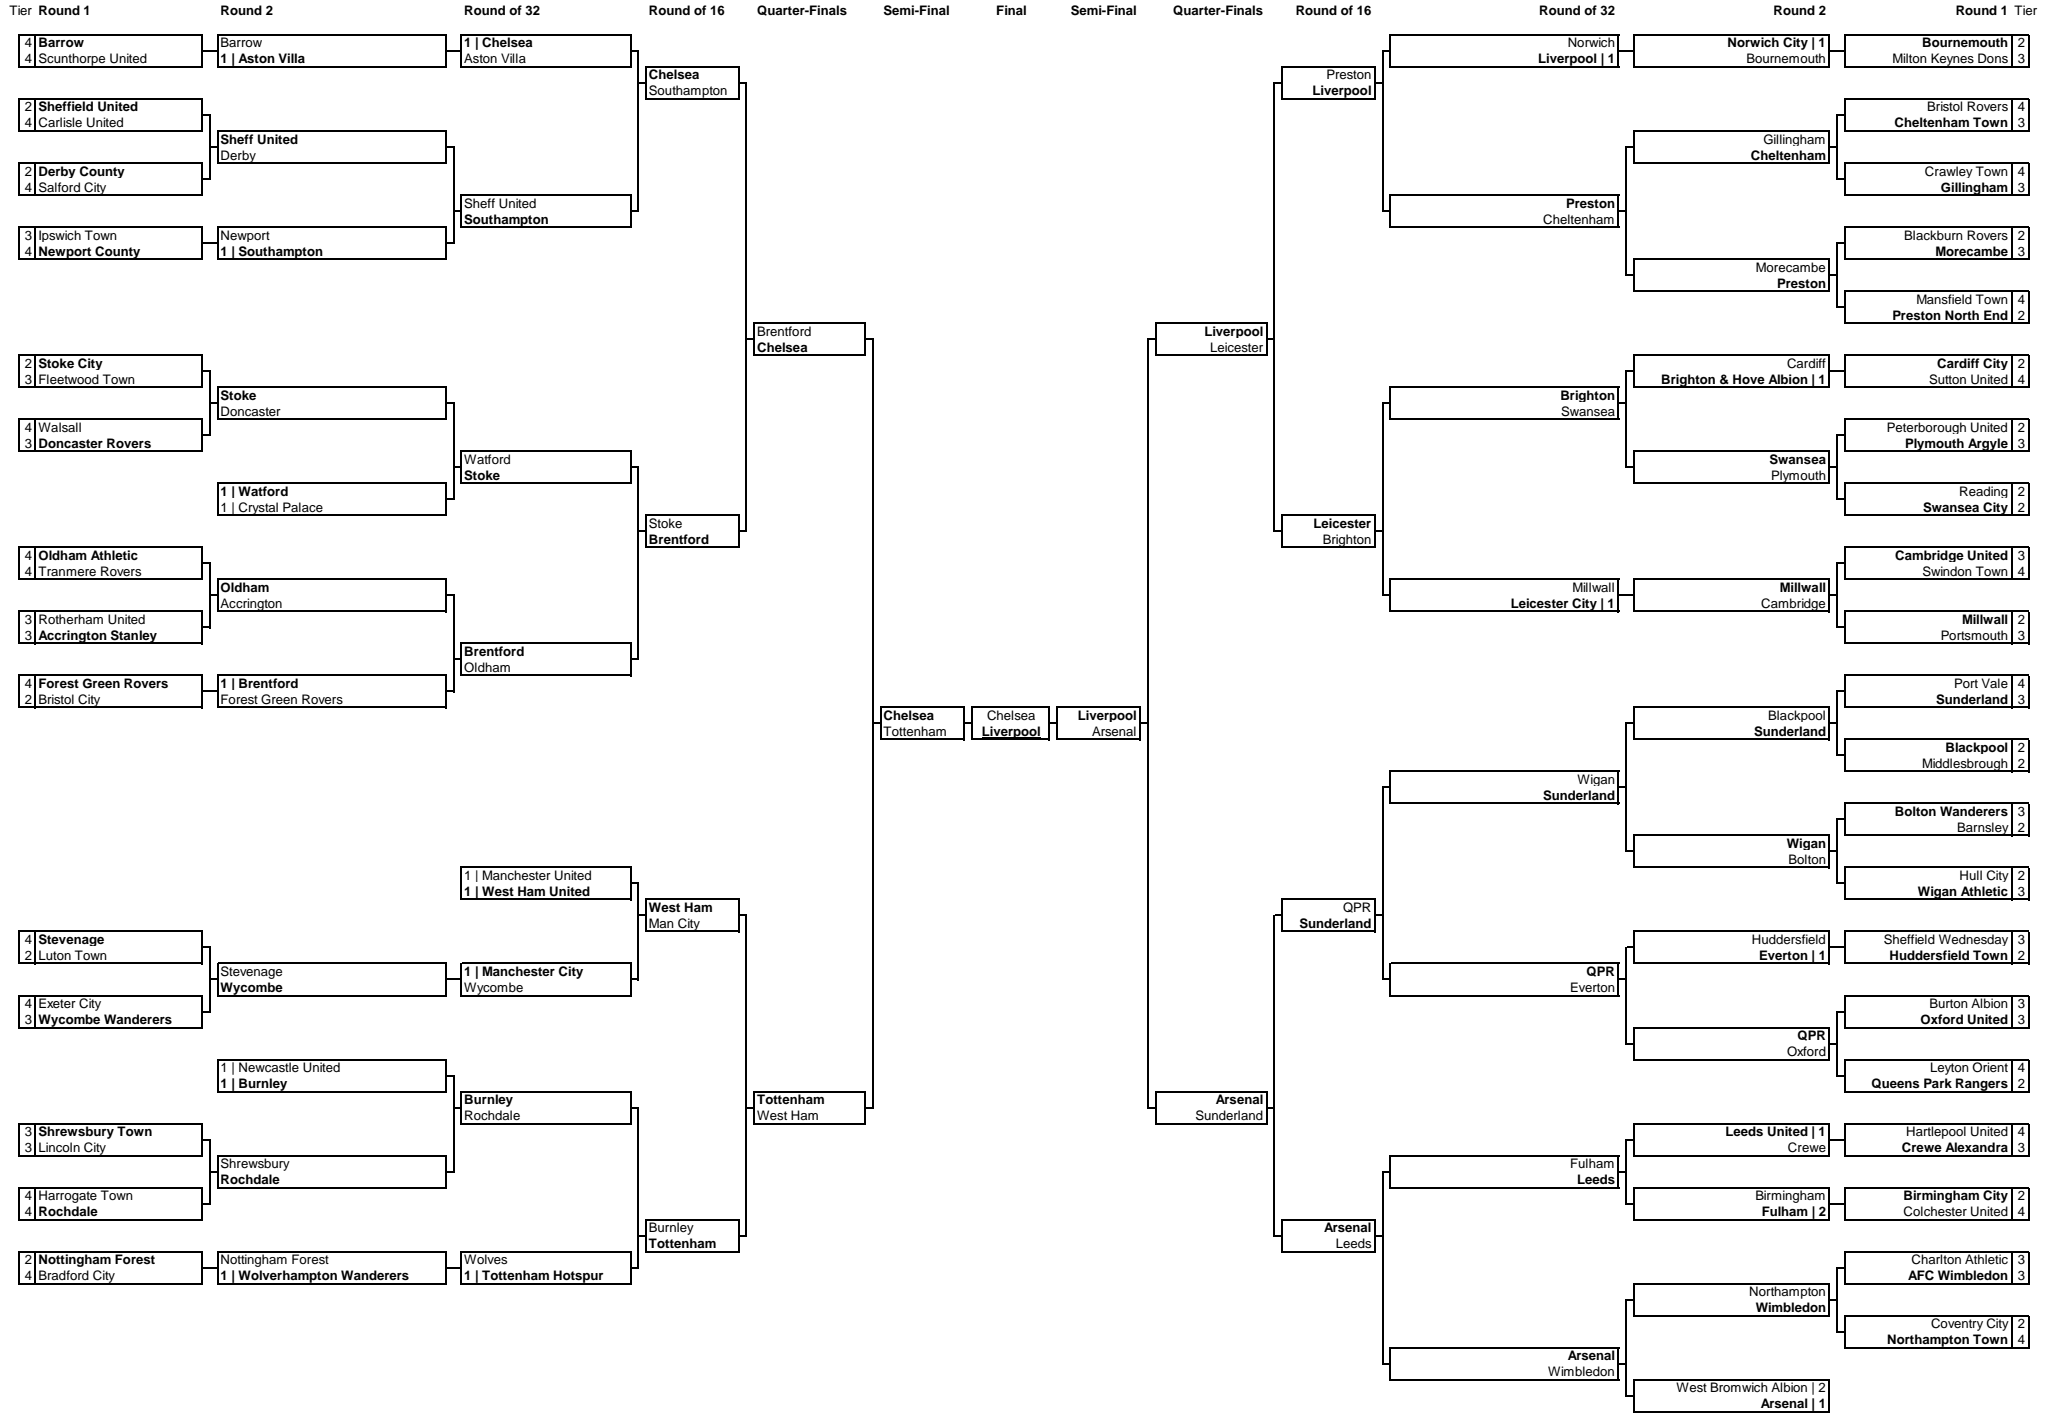 Tier Round 1 Round 2 Round of 32 Round of 16 Quarter-Finals Semi-Final Final Semi-Final Quarter-Finals Round of 16 Round of 32 Round 2 Round 1 Tier
4 Barrow
4 Scunthorpe United
2 Sheffield United
4 Carlisle United
2 Derby County
4 Salford City
3 Ipswich Town
4 Newport County
2 Stoke City
3 Fleetwood Town
4 Walsall
3 Doncaster Rovers
4 Oldham Athletic
4 Tranmere Rovers
3 Rotherham United
3 Accrington Stanley
4 Forest Green Rovers
2 Bristol City
4 Stevenage
2 Luton Town
4 Exeter City
3 Wycombe Wanderers
3 Shrewsbury Town
3 Lincoln City
4 Harrogate Town
4 Rochdale
2 Nottingham Forest
4 Bradford City
Barrow
1 | Aston Villa
Sheff United
Derby
Newport
1 | Southampton
Stoke
Doncaster
1 | Watford
1 | Crystal Palace
Oldham
Accrington
1 | Brentford
Forest Green Rovers
Stevenage
Wycombe
1 | Newcastle United
1 | Burnley
Shrewsbury
Rochdale
Nottingham Forest
1 | Wolverhampton Wanderers
1 | Chelsea
Aston Villa
Sheff United
Southampton
Watford
Stoke
Brentford
Oldham
1 | Manchester United
1 | West Ham United
1 | Manchester City
Wycombe
Burnley
Rochdale
Wolves
1 | Tottenham Hotspur
Chelsea
Southampton
Stoke
Brentford
West Ham
Man City
Burnley
Tottenham
Brentford
Chelsea
Tottenham
West Ham
Chelsea
Tottenham
Chelsea
Liverpool
Liverpool
Arsenal
Liverpool
Leicester
Arsenal
Sunderland
Preston
Liverpool
Leicester
Brighton
QPR
Sunderland
Arsenal
Leeds
Norwich
Liverpool | 1
Preston
Cheltenham
Brighton
Swansea
Millwall
Leicester City | 1
Wigan
Sunderland
QPR
Everton
Fulham
Leeds
Arsenal
Wimbledon
Norwich City | 1
Bournemouth
Gillingham
Cheltenham
Morecambe
Preston
Cardiff
Brighton & Hove Albion | 1
Swansea
Plymouth
Millwall
Cambridge
Blackpool
Sunderland
Wigan
Bolton
Huddersfield
Everton | 1
QPR
Oxford
Leeds United | 1
Crewe
Birmingham
Fulham | 2
Northampton
Wimbledon
West Bromwich Albion | 2
Arsenal | 1
Bournemouth 2
Milton Keynes Dons 3
Bristol Rovers 4
Cheltenham Town 3
Crawley Town 4
Gillingham 3
Blackburn Rovers 2
Morecambe 3
Mansfield Town 4
Preston North End 2
Cardiff City 2
Sutton United 4
Peterborough United 2
Plymouth Argyle 3
Reading 2
Swansea City 2
Cambridge United 3
Swindon Town 4
Millwall 2
Portsmouth 3
Port Vale 4
Sunderland 3
Blackpool 2
Middlesbrough 2
Bolton Wanderers 3
Barnsley 2
Hull City 2
Wigan Athletic 3
Sheffield Wednesday 3
Huddersfield Town 2
Burton Albion 3
Oxford United 3
Leyton Orient 4
Queens Park Rangers 2
Hartlepool United 4
Crewe Alexandra 3
Birmingham City 2
Colchester United 4
Charlton Athletic 3
AFC Wimbledon 3
Coventry City 2
Northampton Town 4